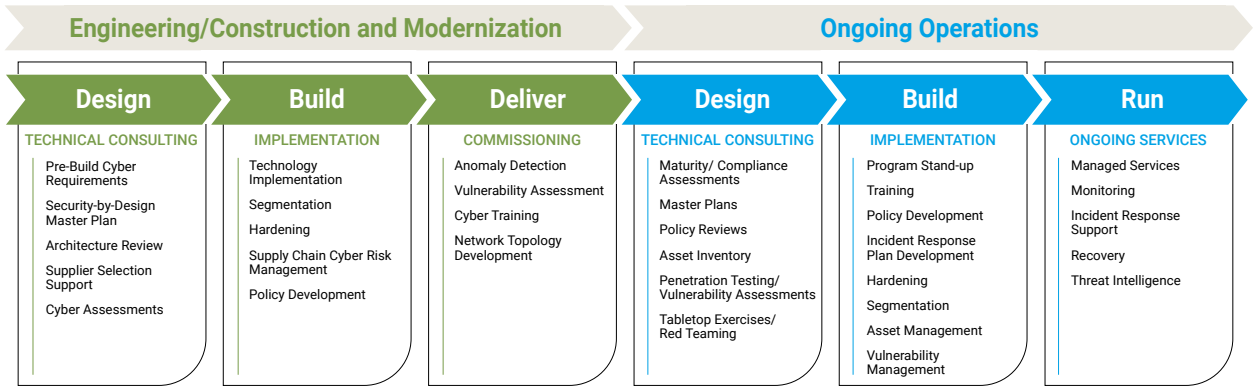 Engineering/Construction and Modernization
Ongoing Operations
Design
TECHNICAL CONSULTING
Pre-Build Cyber
Requirements
Security-by-Design
Master Plan
Architecture Review
Supplier Selection
Support
Cyber Assessments
Build
IMPLEMENTATION
Technology
Implementation
Segmentation
Hardening
Supply Chain Cyber Risk
Management
Policy Development
Deliver
COMMISSIONING
Anomaly Detection
Vulnerability Assessment
Cyber Training
Network Topology
Development
Design
TECHNICAL CONSULTING
Maturity/ Compliance
Assessments
Master Plans
Policy Reviews
Asset Inventory
Penetration Testing/
Vulnerability Assessments
Tabletop Exercises/
Red Teaming
Build
IMPLEMENTATION
Program Stand-up
Training
Policy Development
Incident Response
Plan Development
Hardening
Segmentation
Asset Management
Vulnerability
Management
Run
ONGOING SERVICES
Managed Services
Monitoring
Incident Response
Support
Recovery
Threat Intelligence